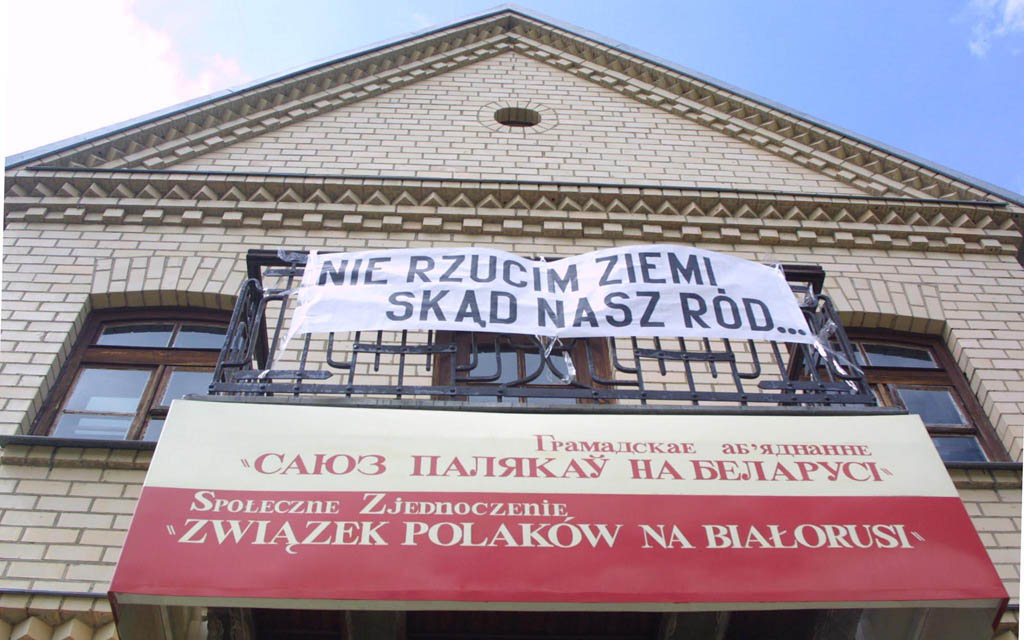 NIE RZUCIM ZIEMI,
SKĄD NASZ RÓD...
Грамадскае аб'яднанне
"САЮЗ ПАЛЯКАЎ НА БЕЛАРУСІ"
Społeczne Zjednoczenie
"ZWIĄZEK POLAKÓW NA BIAŁORUSI"